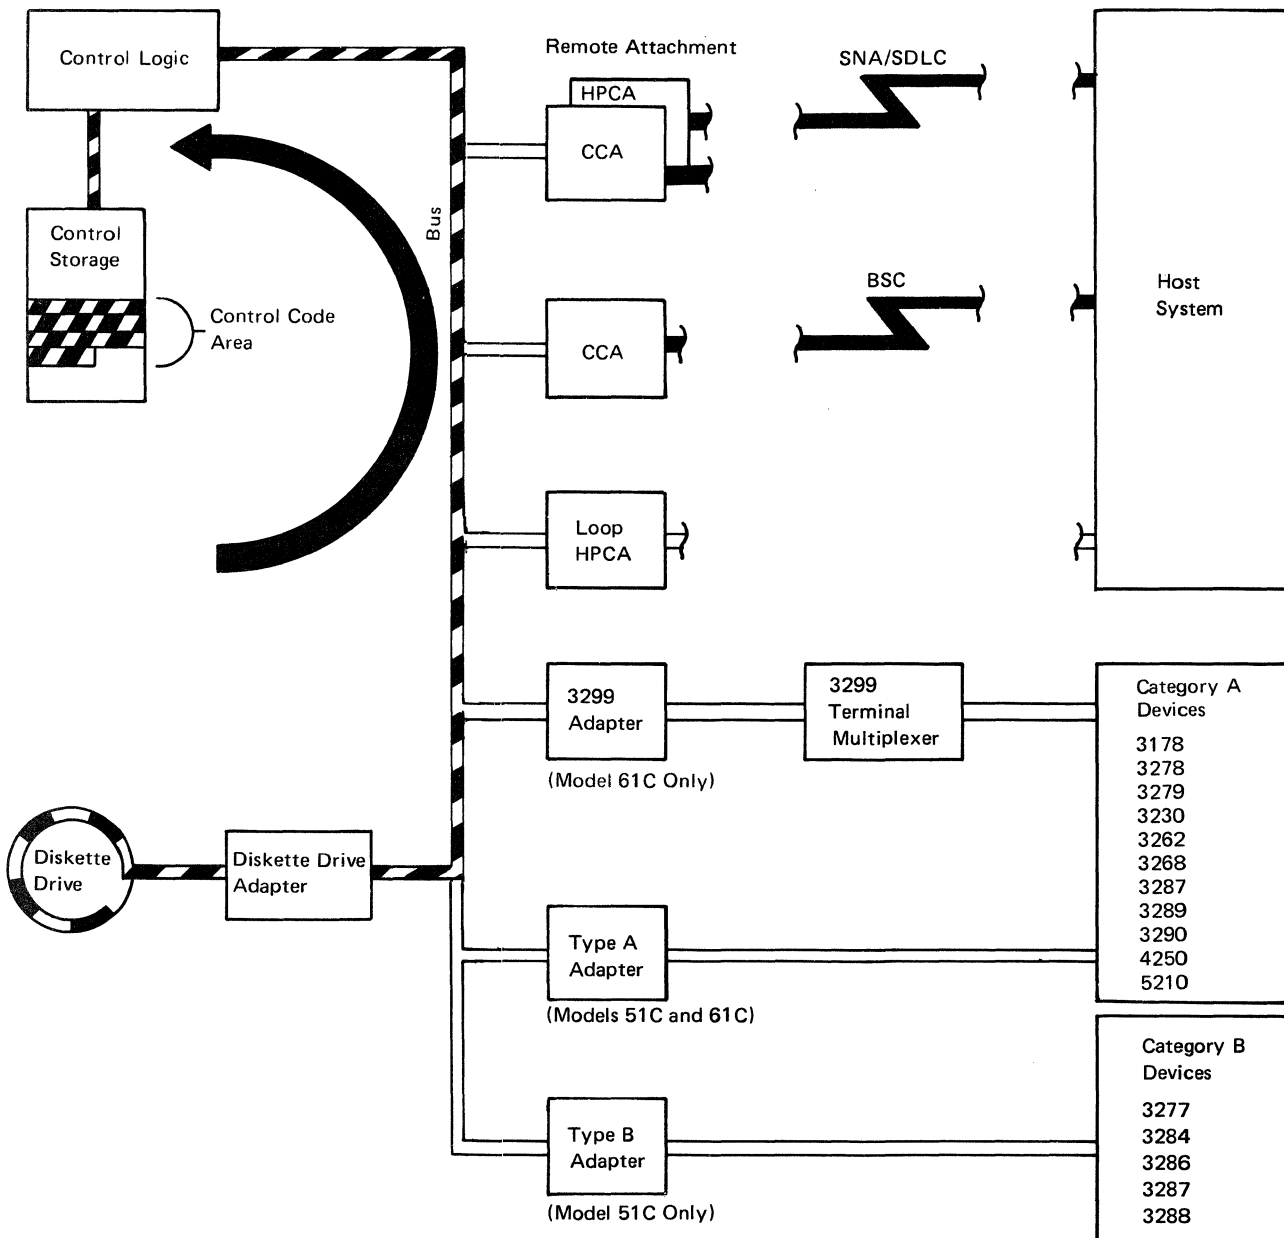 Control Logic
Remote Attachment
SNA/SDLC
HPCA
CCA
Control
Storage
Bus
Control Code
Area
BSC
CCA
Host
System
Loop
HPCA
3299
Adapter
(Model 61C Only)
3299
Terminal
Multiplexer
Category A
Devices
3178
3278
3279
3230
3262
3268
3287
3289
3290
4250
5210
Diskette
Drive
Diskette Drive
Adapter
Type A
Adapter
(Models 51C and 61C)
Type B
Adapter
(Model 51C Only)
Category B
Devices
3277
3284
3286
3287
3288